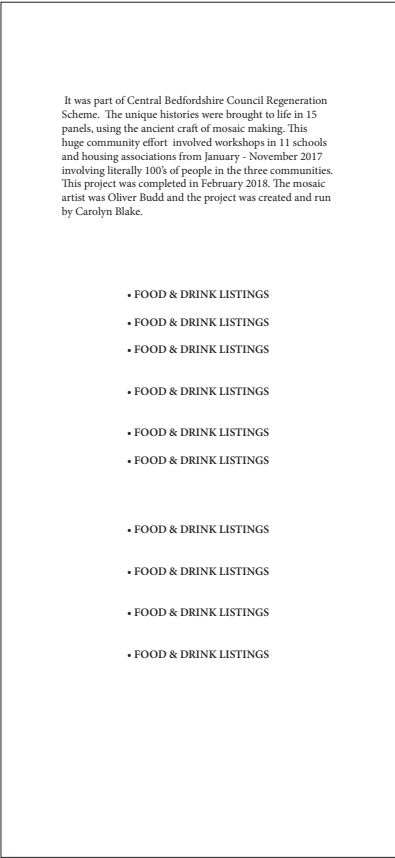 It was part of Central Bedfordshire Council Regeneration
Scheme.  The unique histories were brought to life in 15
panels, using the ancient craft of mosaic making. This
huge community effort  involved workshops in 11 schools
and housing associations from January - November 2017
involving literally 100's of people in the three communities.
This project was completed in February 2018. The mosaic
artist was Oliver Budd and the project was created and run
by Carolyn Blake.
• FOOD & DRINK LISTINGS
• FOOD & DRINK LISTINGS
• FOOD & DRINK LISTINGS
• FOOD & DRINK LISTINGS
• FOOD & DRINK LISTINGS
• FOOD & DRINK LISTINGS
• FOOD & DRINK LISTINGS
• FOOD & DRINK LISTINGS
• FOOD & DRINK LISTINGS
• FOOD & DRINK LISTINGS